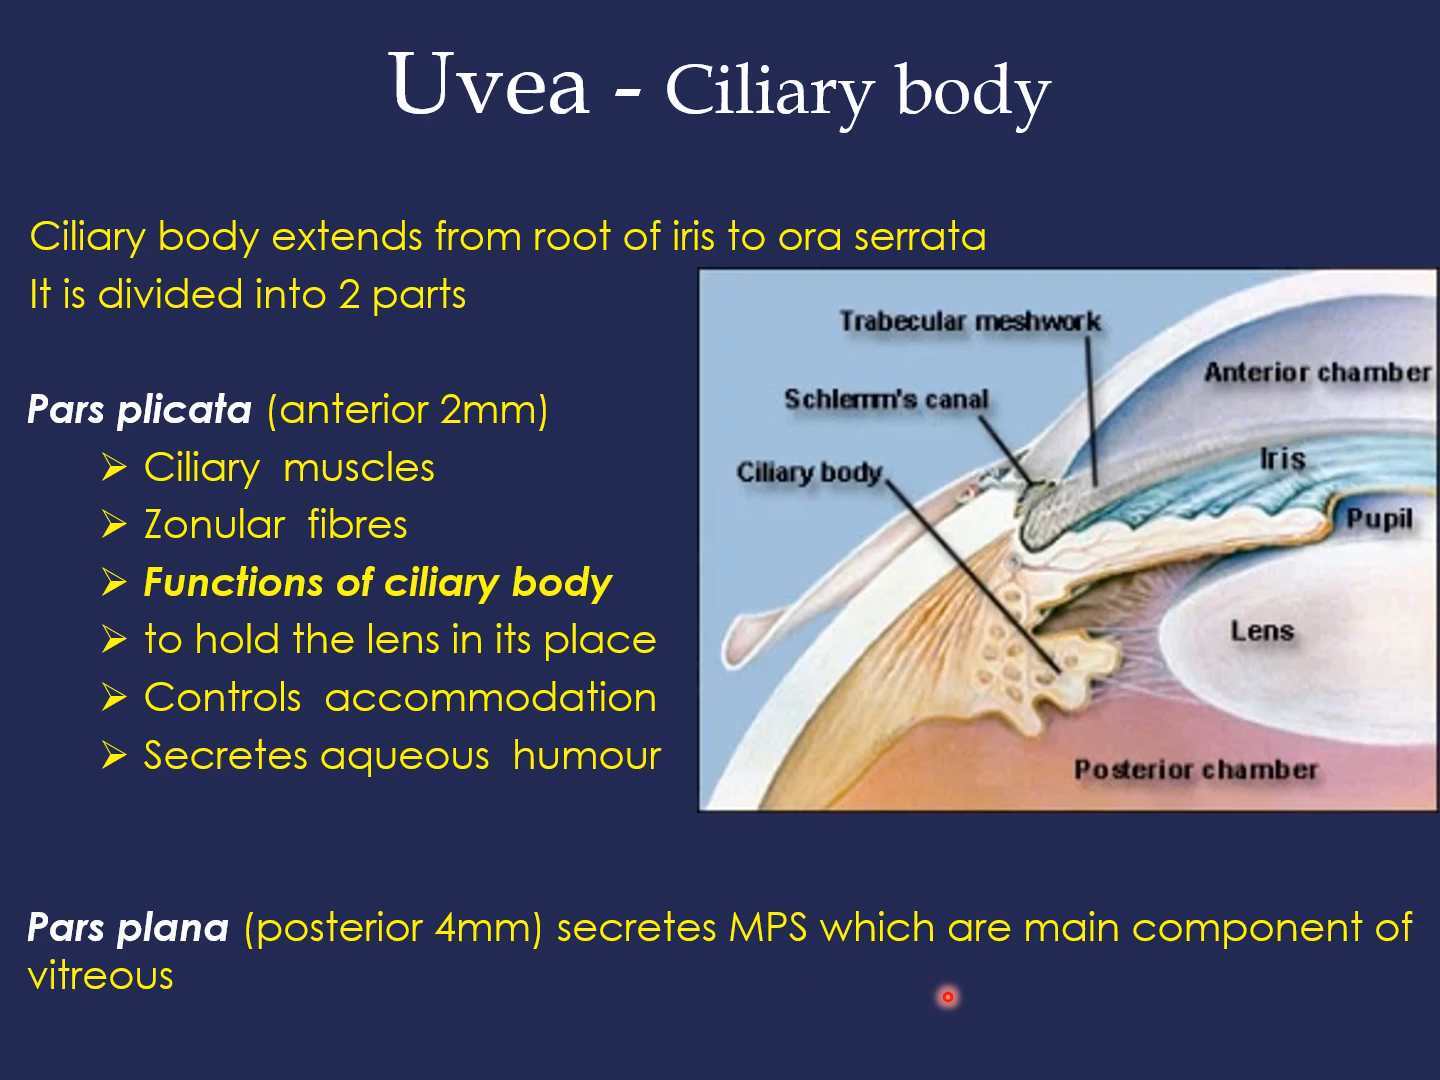 Uvea - Ciliary body
Ciliary body extends from root of iris to ora serrata
It is divided into 2 parts
Pars plicata (anterior 2mm)
➢ Ciliary  muscles
➢ Zonular  fibres
➢ Functions of ciliary body
➢ to hold the lens in its place
➢ Controls  accommodation
➢ Secretes aqueous  humour
Trabecular meshwork
Anterior chamber
Schlemm's canal
Iris
Ciliary body
Pupil
Lens
Posterior chamber
Pars plana (posterior 4mm) secretes MPS which are main component of
vitreous